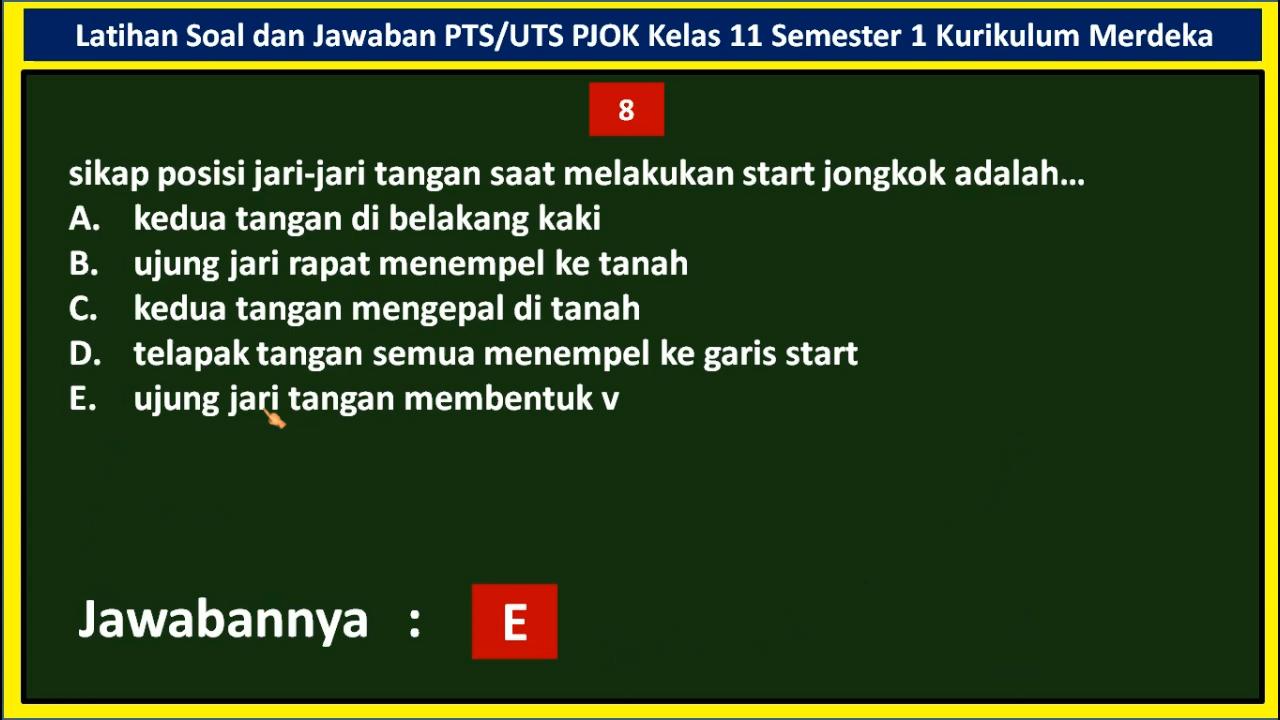 Latihan Soal dan Jawaban PTS/UTS PJOK Kelas 11 Semester 1 Kurikulum Merdeka
8
sikap posisi jari-jari tangan saat melakukan start jongkok adalah...
A. kedua tangan di belakang kaki
B. ujung jari rapat menempel ke tanah
C. kedua tangan mengepal di tanah
D. telapak tangan semua menempel ke garis start
E. ujung jari tangan membentuk v
Jawabannya : E